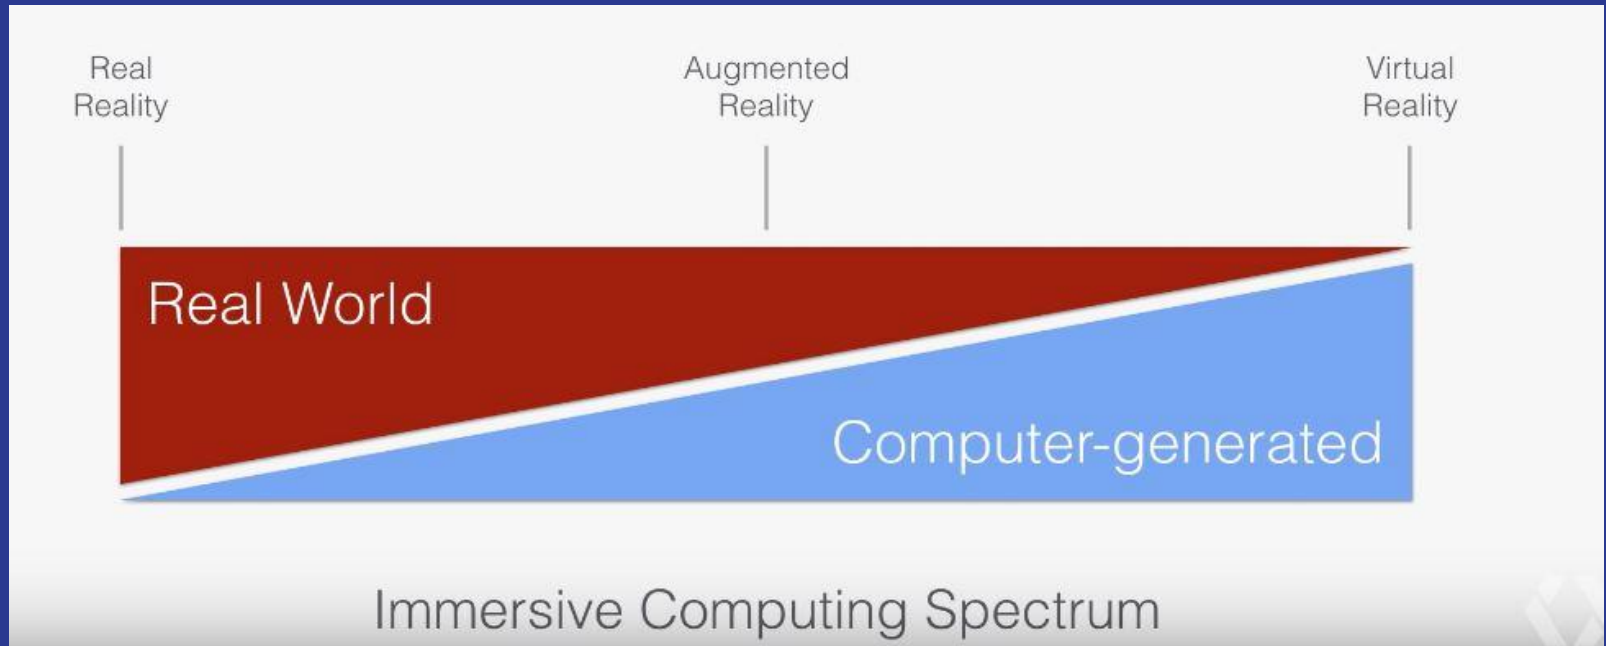 Real
Reality
Augmented
Reality
Virtual
Reality
Real World
Computer-generated
Immersive Computing Spectrum